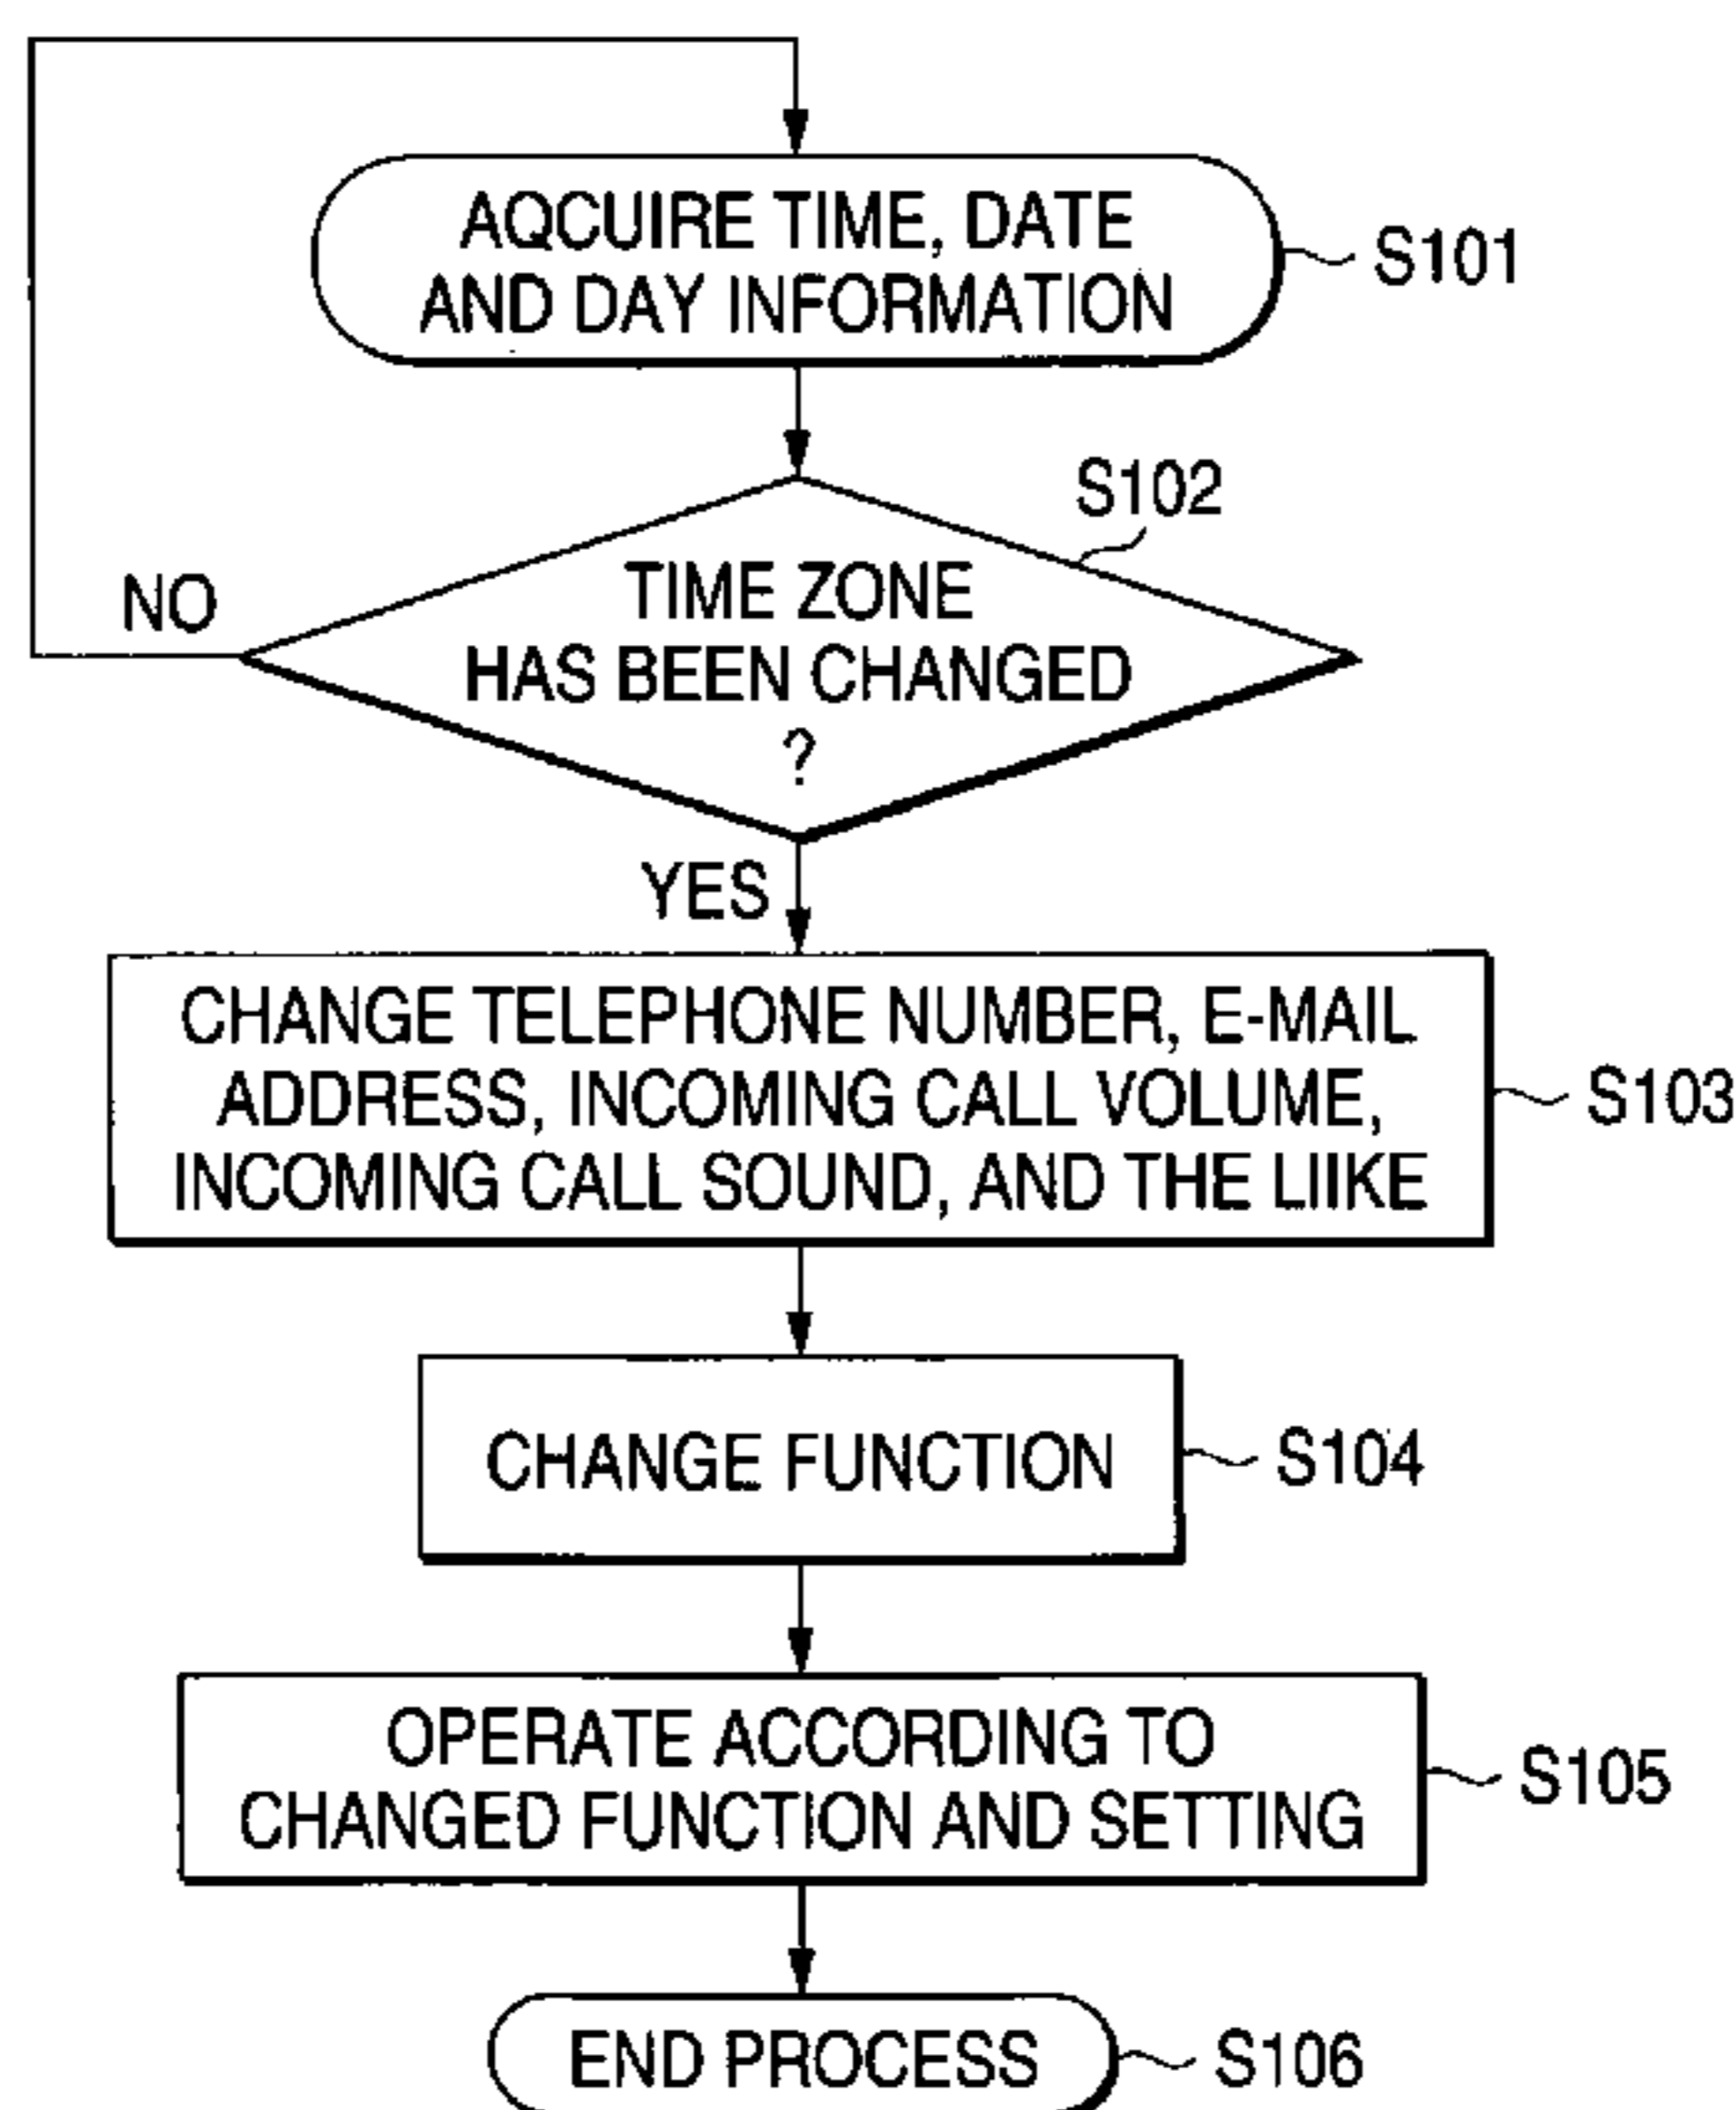 AQCUIRE TIME, DATE
AND DAY INFORMATION
S101
S102
TIME ZONE
HAS BEEN CHANGED
?
NO
YES
CHANGE TELEPHONE NUMBER, E-MAIL
ADDRESS, INCOMING CALL VOLUME,
INCOMING CALL SOUND, AND THE LIIKE
S103
CHANGE FUNCTION
S104
OPERATE ACCORDING TO
CHANGED FUNCTION AND SETTING
S105
END PROCESS
S106